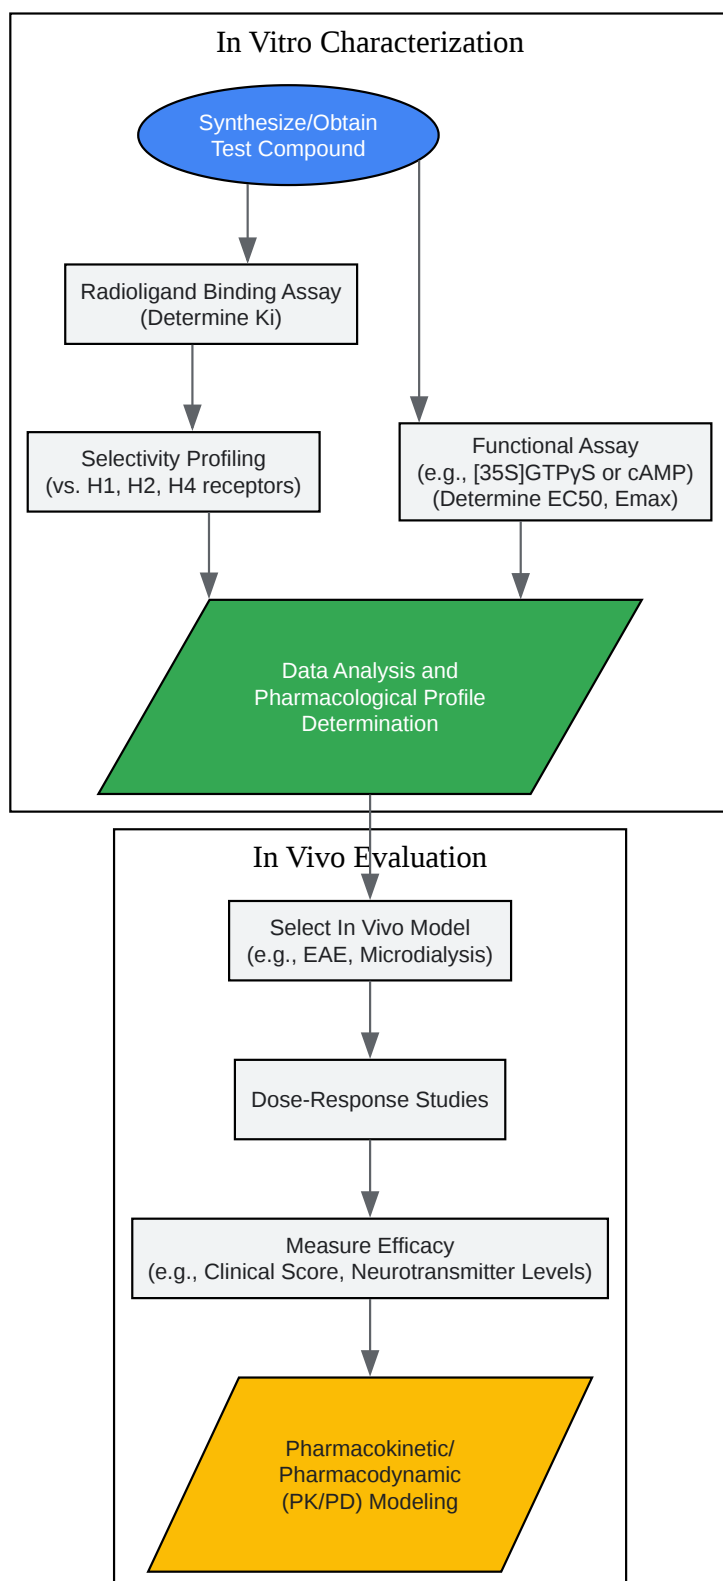 In Vitro Characterization
Synthesize/Obtain
Test Compound
Radioligand Binding Assay
(Determine Ki)
Selectivity Profiling
(vs. H1, H2, H4 receptors)
Functional Assay
(e.g., [35S]GTPγS or cAMP)
(Determine EC50, Emax)
Data Analysis and
Pharmacological Profile
Determination
In Vivo Evaluation
Select In Vivo Model
(e.g., EAE, Microdialysis)
Dose-Response Studies
Measure Efficacy
(e.g., Clinical Score, Neurotransmitter Levels)
Pharmacokinetic/
Pharmacodynamic
(PK/PD) Modeling